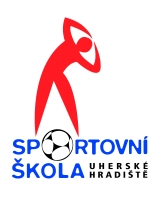 SPORTOVNÍ
ŠKOLA UHERSKÉ
HRADIŠTĚ